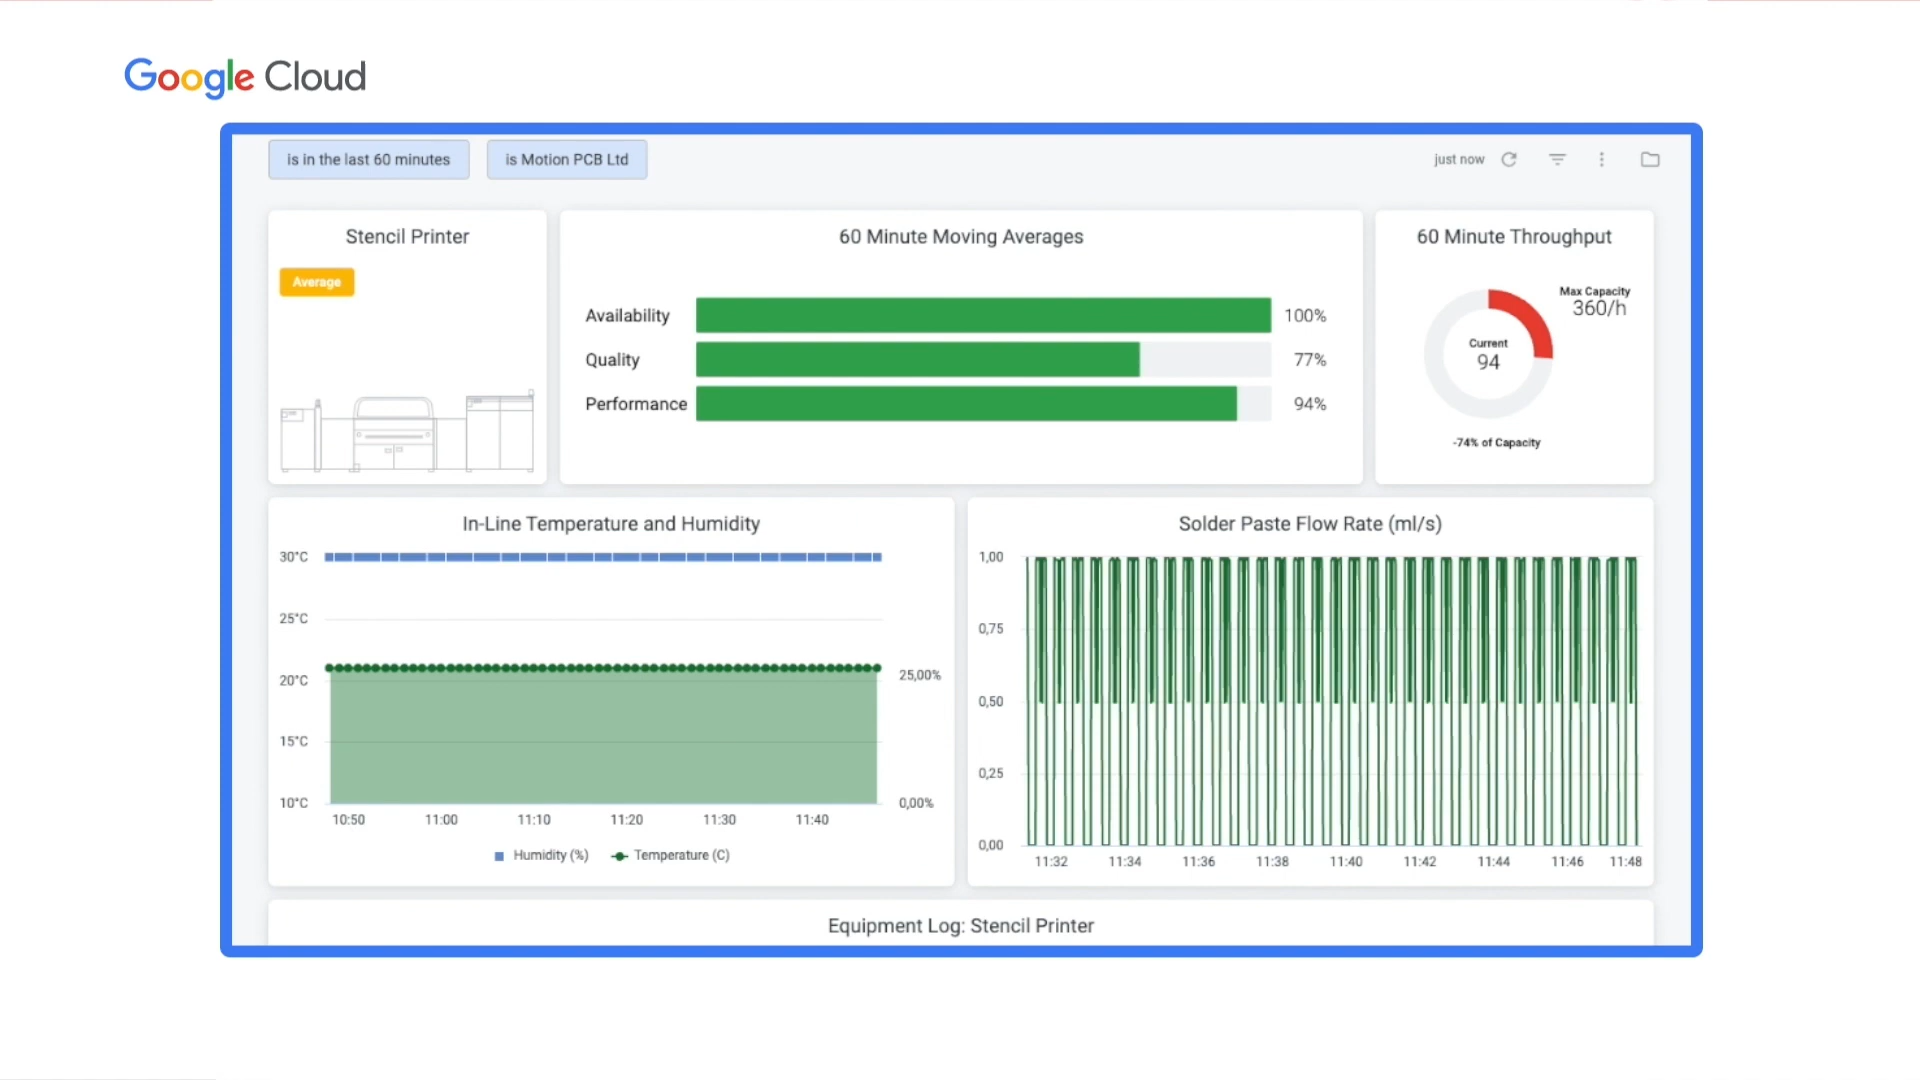 Google Cloud
is in the last 60 minutes
is Motion PCB Ltd
just now
Stencil Printer
Average
60 Minute Moving Averages
Availability 100%
Quality 77%
Performance 94%
60 Minute Throughput
Max Capacity
360/h
Current
94
-74% of Capacity
In-Line Temperature and Humidity
30°C
25°C
20°C
15°C
10°C
25,00%
0,00%
10:50 11:00 11:10 11:20 11:30 11:40
Humidity (%) Temperature (C)
Solder Paste Flow Rate (ml/s)
1,00
0,75
0,50
0,25
0,00
11:32 11:34 11:36 11:38 11:40 11:42 11:44 11:46 11:48
Equipment Log: Stencil Printer